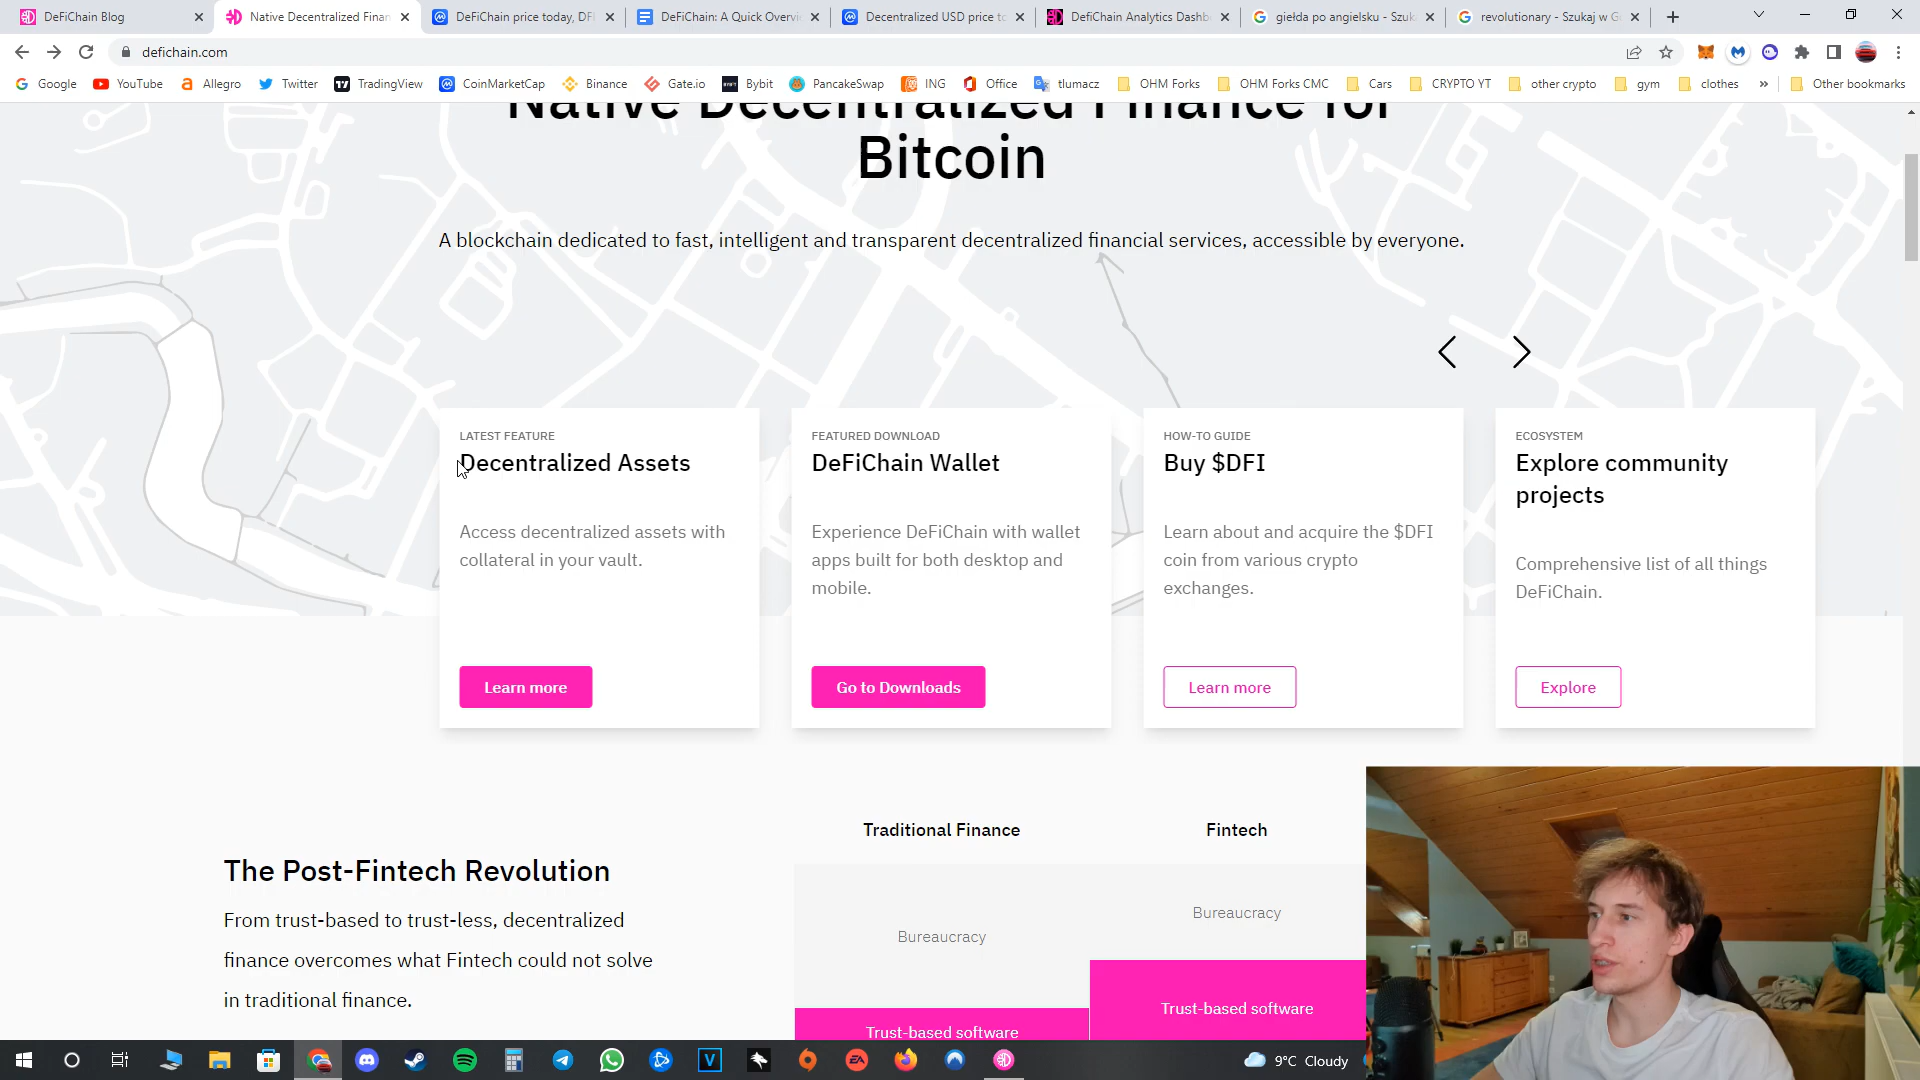 DeFiChain Blog
Native Decentralized Finan
DeFiChain price today, DFI
DeFiChain: A Quick Overvi
Decentralized USD price to
DeFiChain Analytics Dashb
giełda po angielsku - Szuk
revolutionary - Szukaj w G
defichain.com
Google
YouTube
Allegro
Twitter
TradingView
CoinMarketCap
Binance
Gate.io
Bybit
PancakeSwap
ING
Office
tlumacz
OHM Forks
OHM Forks CMC
Cars
CRYPTO YT
other crypto
gym
clothes
»
Other bookmarks
Native Decentralized Finance for
Bitcoin
A blockchain dedicated to fast, intelligent and transparent decentralized financial services, accessible by everyone.
LATEST FEATURE
Decentralized Assets
Access decentralized assets with
collateral in your vault.
Learn more
FEATURED DOWNLOAD
DeFiChain Wallet
Experience DeFiChain with wallet
apps built for both desktop and
mobile.
Go to Downloads
HOW-TO GUIDE
Buy $DFI
Learn about and acquire the $DFI
coin from various crypto
exchanges.
Learn more
ECOSYSTEM
Explore community
projects
Comprehensive list of all things
DeFiChain.
Explore
The Post-Fintech Revolution
From trust-based to trust-less, decentralized
finance overcomes what Fintech could not solve
in traditional finance.
Traditional Finance
Bureaucracy
Trust-based software
Fintech
Bureaucracy
Trust-based software
9°C Cloudy